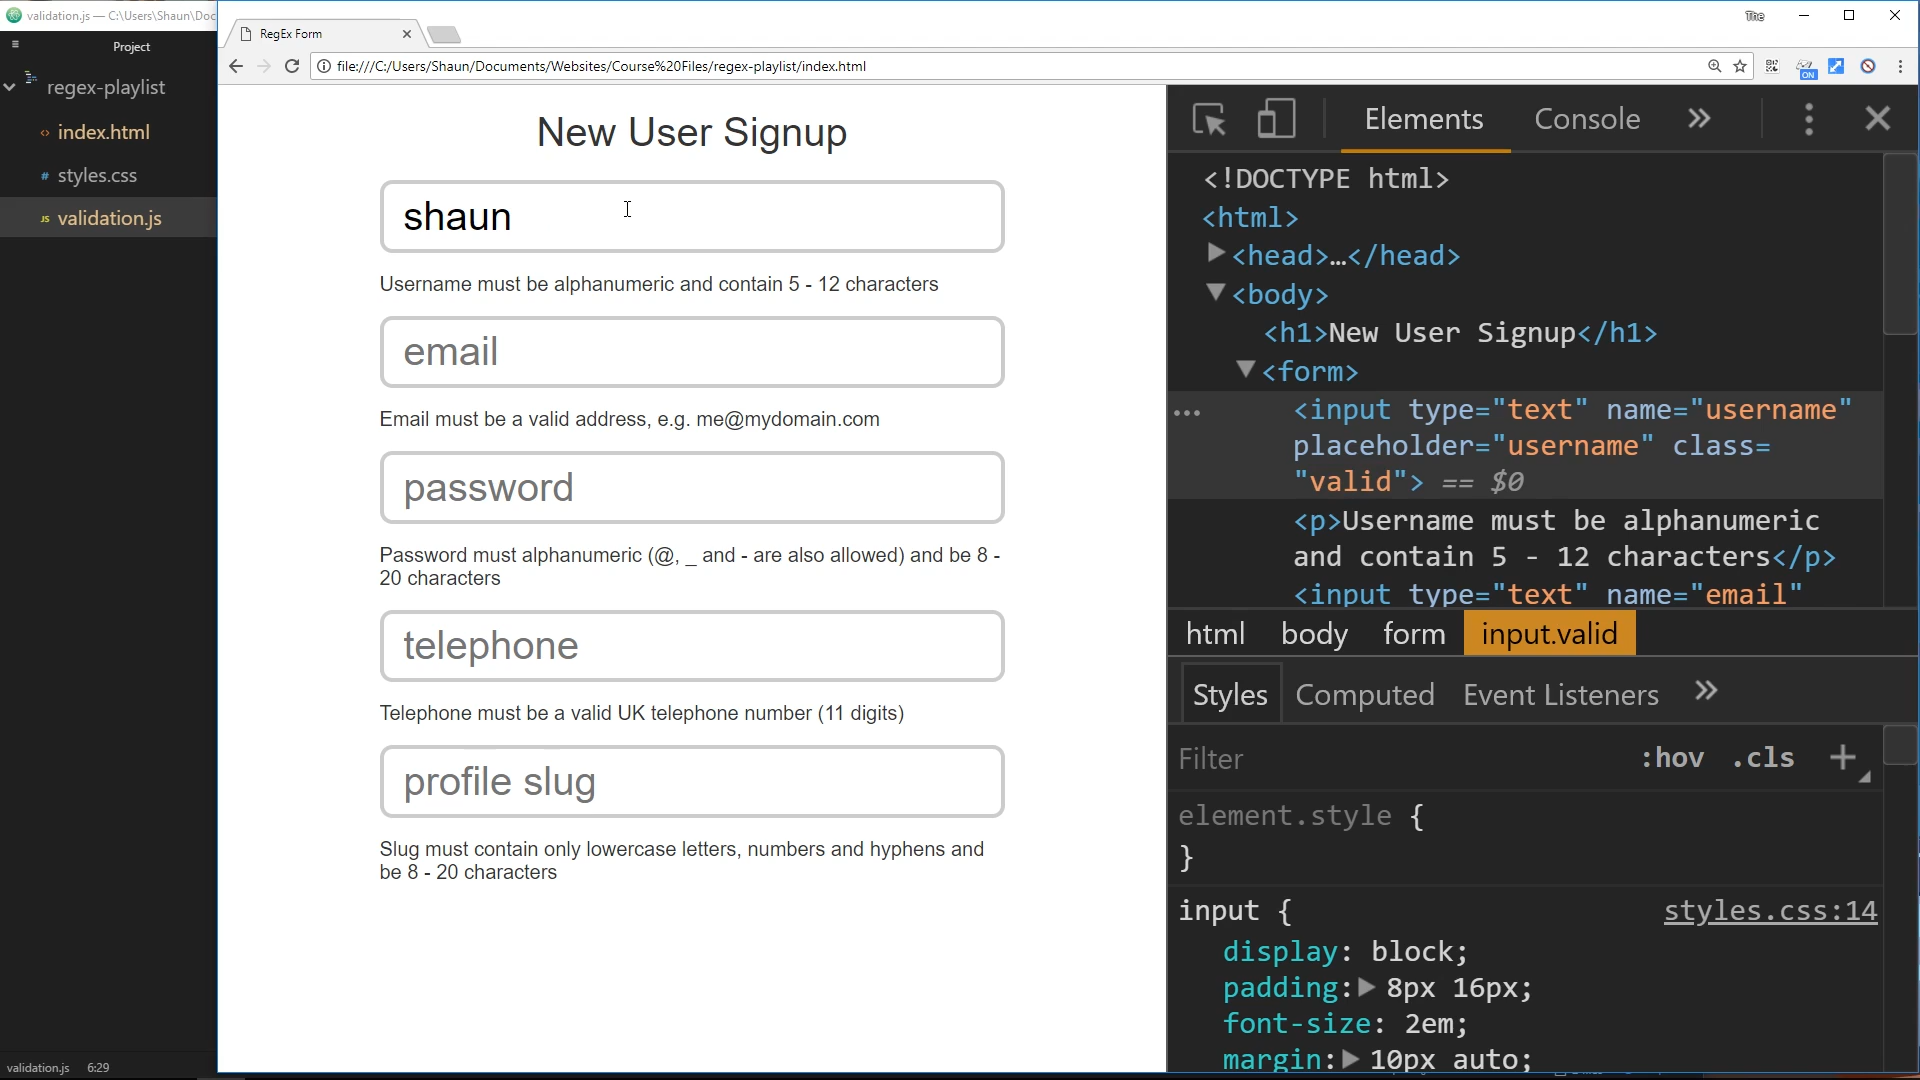 validation.js — C:\Users\Shaun\Doc
Project
regex-playlist
index.html
styles.css
validation.js
validation.js 6:29
RegEx Form
The
file:///C:/Users/Shaun/Documents/Websites/Course%20Files/regex-playlist/index.html
ON
New User Signup
shaun
Username must be alphanumeric and contain 5 - 12 characters
email
Email must be a valid address, e.g. me@mydomain.com
password
Password must alphanumeric (@, _ and - are also allowed) and be 8 -
20 characters
telephone
Telephone must be a valid UK telephone number (11 digits)
profile slug
Slug must contain only lowercase letters, numbers and hyphens and
be 8 - 20 characters
Elements Console »
<!DOCTYPE html>
<html>
<head>…</head>
<body>
<h1>New User Signup</h1>
<form>
<input type="text" name="username"
placeholder="username" class=
"valid"> == $0
<p>Username must be alphanumeric
and contain 5 - 12 characters</p>
<input type="text" name="email"
html body form input.valid
Styles Computed Event Listeners »
Filter :hov .cls +
element.style {
}
input { styles.css:14
display: block;
padding: 8px 16px;
font-size: 2em;
margin: 10px auto;